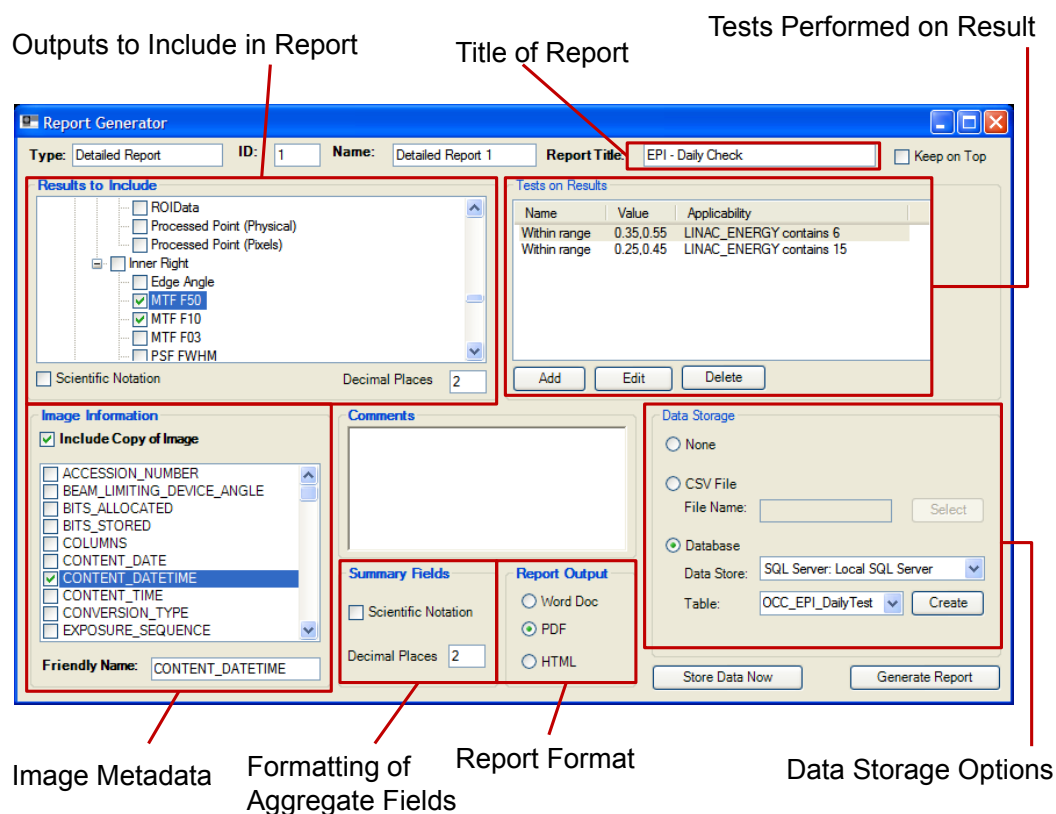 Tests Performed on Result
Outputs to Include in Report
Title of Report
Report Generator
Type: Detailed Report ID: 1 Name: Detailed Report 1 Report Title: EPI - Daily Check Keep on Top
Results to Include
ROIData
Processed Point (Physical)
Processed Point (Pixels)
Inner Right
Edge Angle
MTF F50
MTF F10
MTF F03
PSF FWHM
Scientific Notation Decimal Places 2
Tests on Results
Name Value Applicability
Within range 0.35,0.55 LINAC_ENERGY contains 6
Within range 0.25,0.45 LINAC_ENERGY contains 15
Add Edit Delete
Image Information
Include Copy of Image
ACCESSION_NUMBER
BEAM_LIMITING_DEVICE_ANGLE
BITS_ALLOCATED
BITS_STORED
COLUMNS
CONTENT_DATE
CONTENT_DATETIME
CONTENT_TIME
CONVERSION_TYPE
EXPOSURE_SEQUENCE
Friendly Name: CONTENT_DATETIME
Comments
Summary Fields
Scientific Notation
Decimal Places 2
Report Output
Word Doc
PDF
HTML
Data Storage
None
CSV File
File Name: Select
Database
Data Store: SQL Server: Local SQL Server
Table: OCC_EPI_DailyTest Create
Store Data Now Generate Report
Image Metadata
Formatting of
Aggregate Fields
Report Format
Data Storage Options